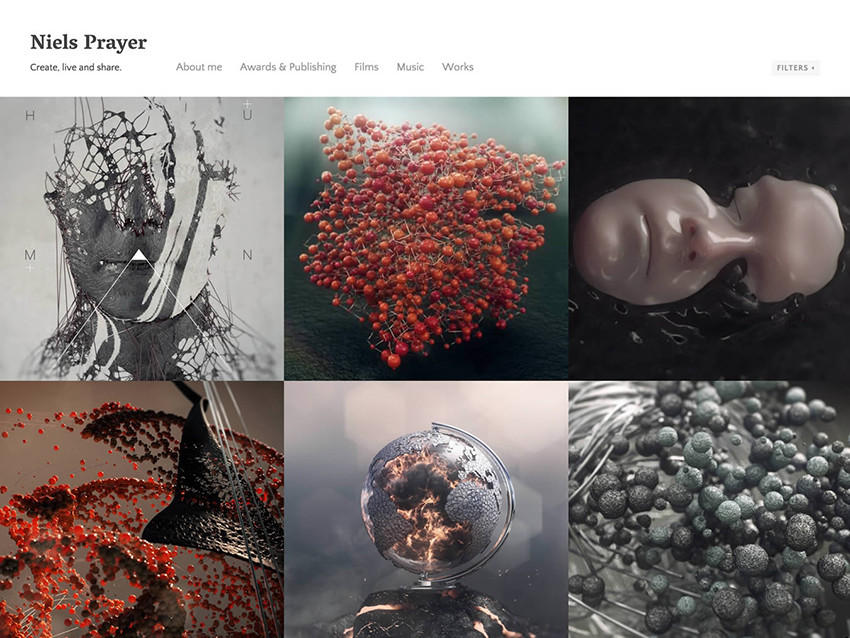 Niels Prayer
Create, live and share.
About me Awards & Publishing Films Music Works
FILTERS
H U
M N